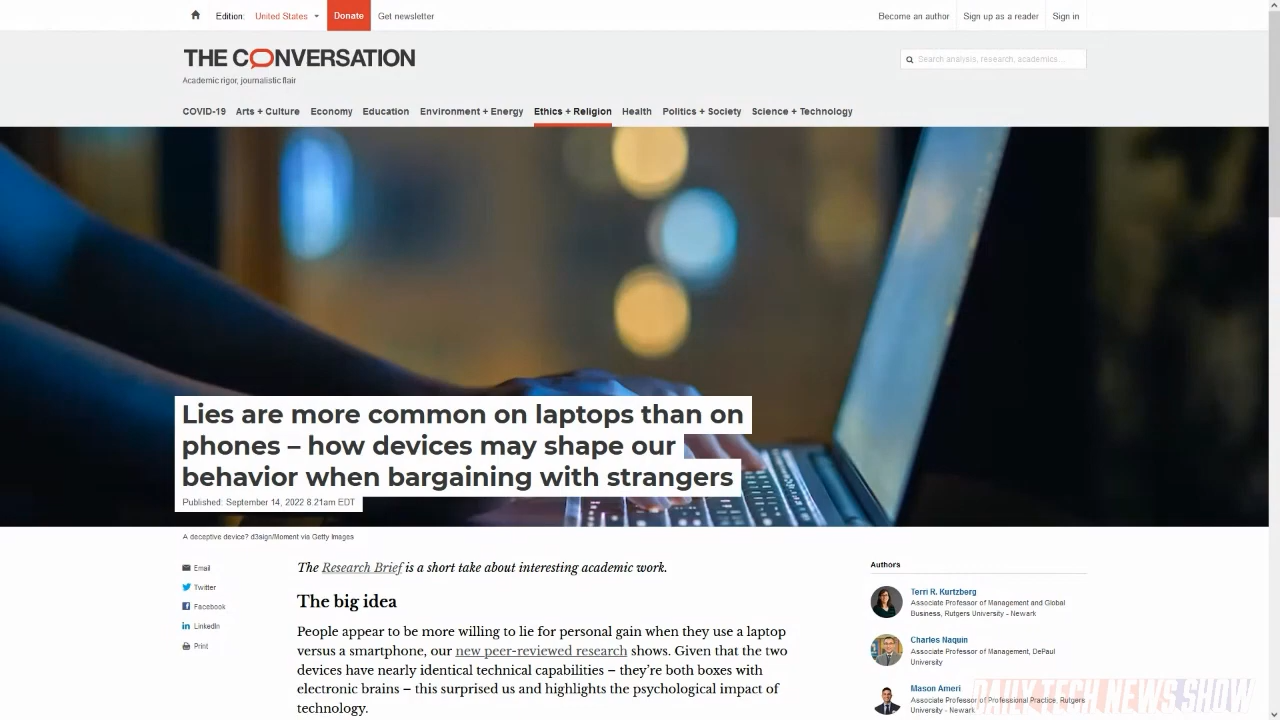 Edition: United States Donate Get newsletter Become an author Sign up as a reader Sign in
THE CONVERSATION
Academic rigor, journalistic flair
Search analysis, research, academics…
COVID-19 Arts + Culture Economy Education Environment + Energy Ethics + Religion Health Politics + Society Science + Technology
Lies are more common on laptops than on
phones – how devices may shape our
behavior when bargaining with strangers
Published: September 14, 2022 8.21am EDT
A deceptive device? d3sign/Moment via Getty Images
Email
Twitter
Facebook
LinkedIn
Print
The Research Brief is a short take about interesting academic work.
The big idea
People appear to be more willing to lie for personal gain when they use a laptop
versus a smartphone, our new peer-reviewed research shows. Given that the two
devices have nearly identical technical capabilities – they’re both boxes with
electronic brains – this surprised us and highlights the psychological impact of
technology.
Authors
Terri R. Kurtzberg
Associate Professor of Management and Global
Business, Rutgers University - Newark
Charles Naquin
Associate Professor of Management, DePaul
University
Mason Ameri
Associate Professor of Professional Practice, Rutgers
University - Newark
DAILY TECH NEWS SHOW